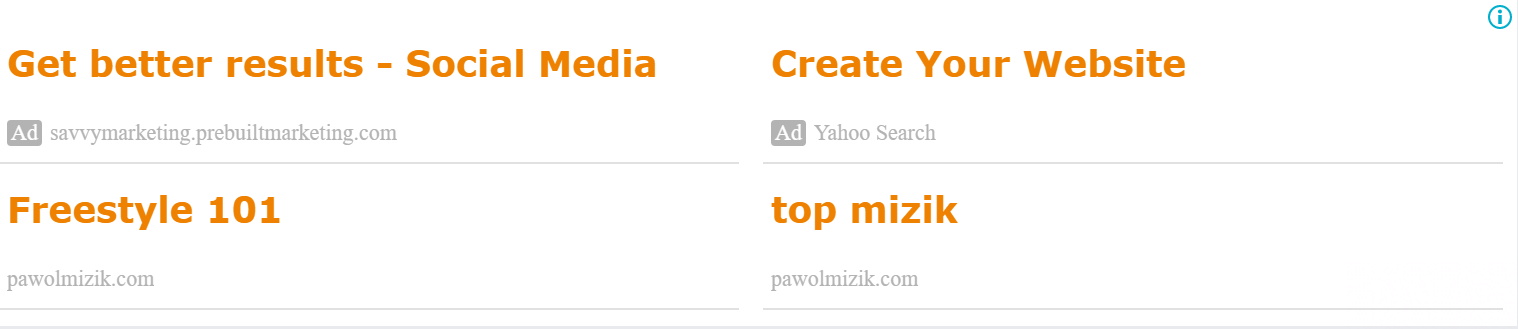 Get better results - Social Media
Ad savvymarketing.prebuiltmarketing.com
Create Your Website
Ad Yahoo Search
Freestyle 101
pawolmizik.com
top mizik
pawolmizik.com